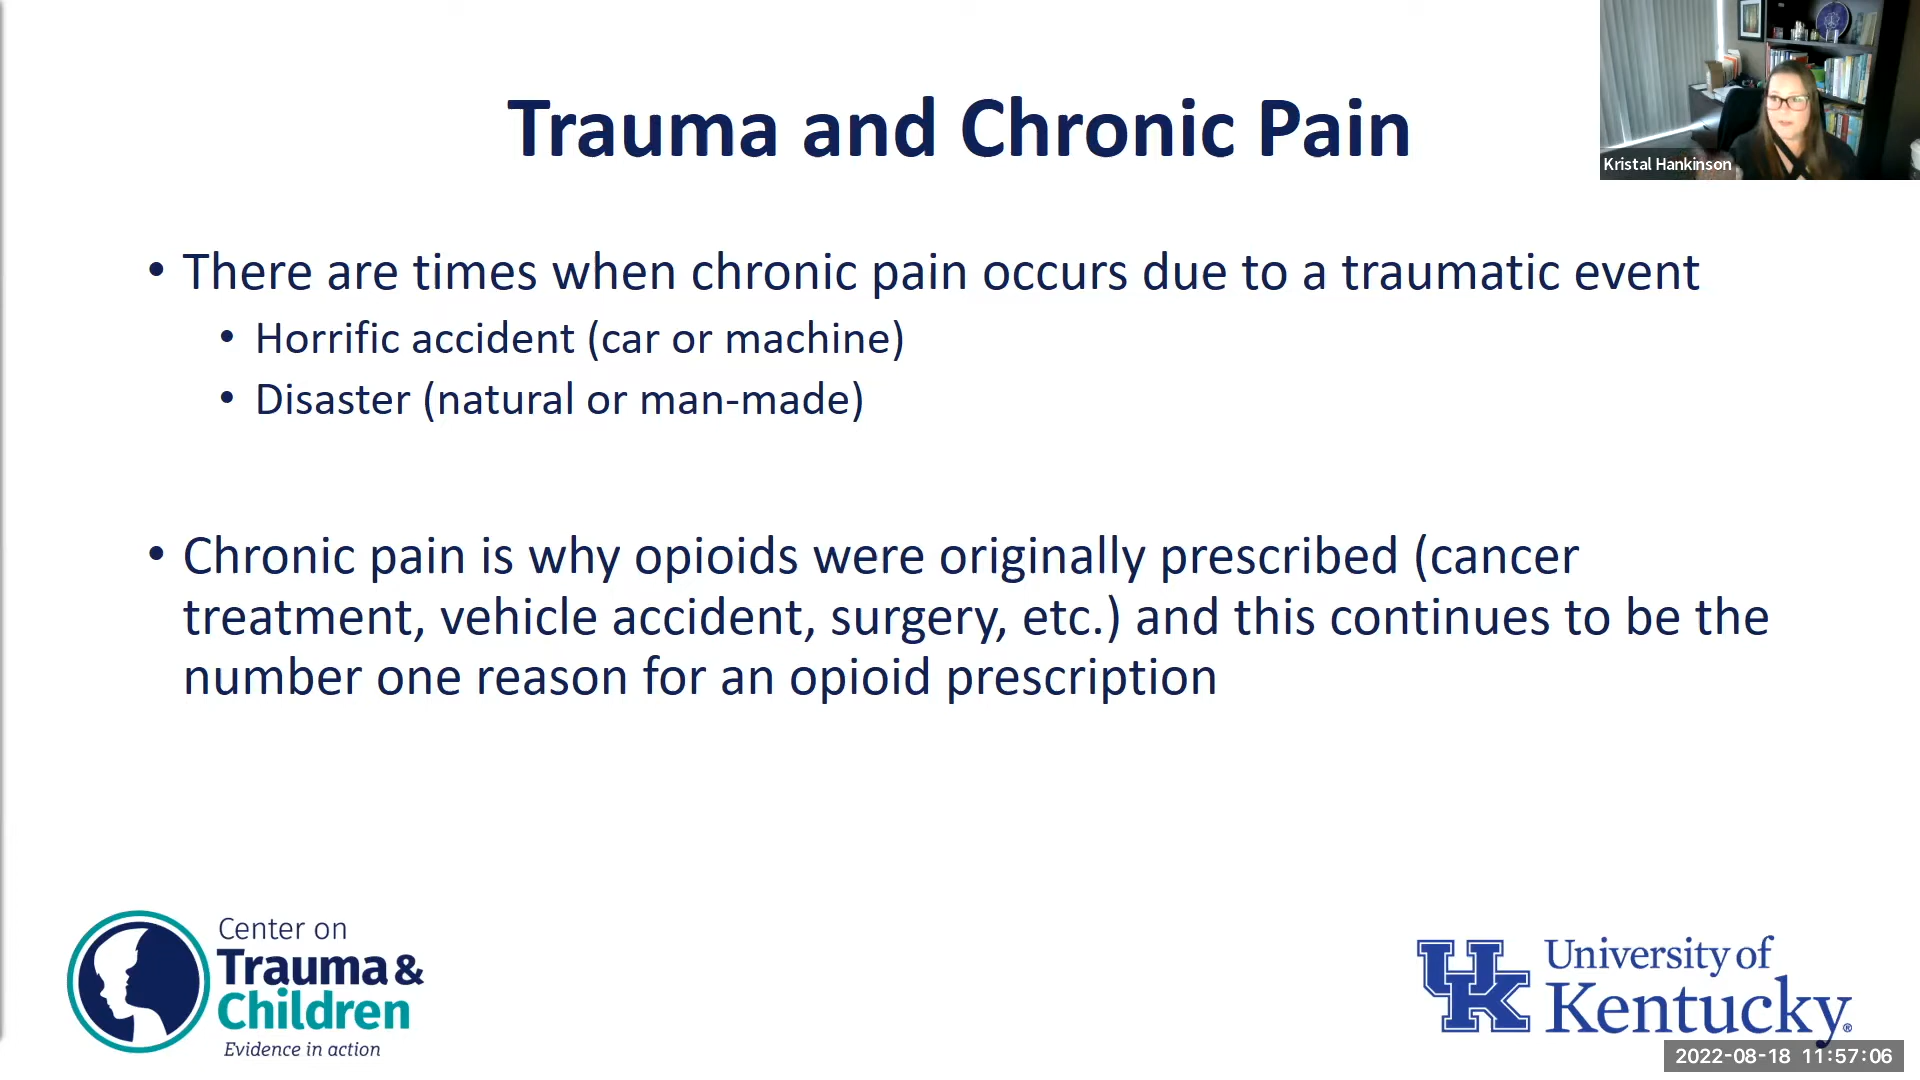 Trauma and Chronic Pain
Kristal Hankinson
• There are times when chronic pain occurs due to a traumatic event
• Horrific accident (car or machine)
• Disaster (natural or man-made)
• Chronic pain is why opioids were originally prescribed (cancer
treatment, vehicle accident, surgery, etc.) and this continues to be the
number one reason for an opioid prescription
Center on
Trauma &
Children
Evidence in action
UK
University of
Kentucky®
2022-08-18 11:57:06